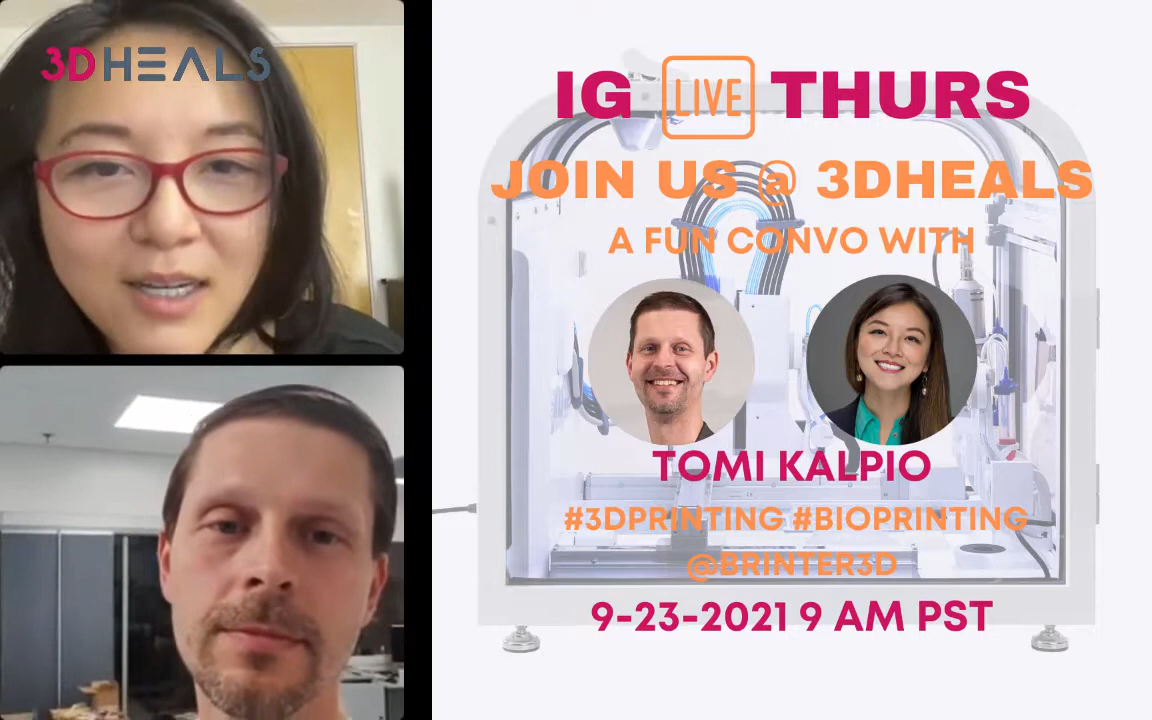 3DHEALS
IG LIVE THURS
JOIN US @ 3DHEALS
A FUN CONVO WITH
TOMI KALPIO
#3DPRINTING #BIOPRINTING
@BRINTER3D
9-23-2021 9 AM PST